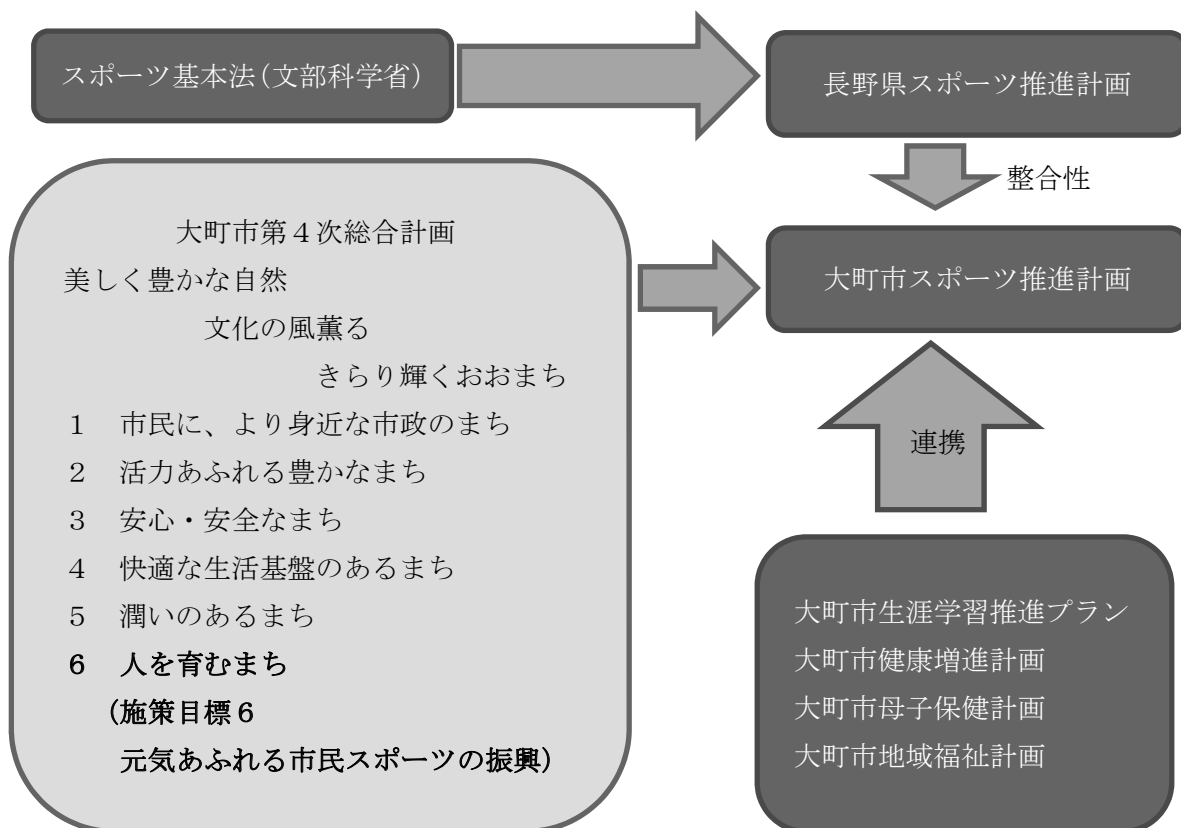 スポーツ基本法(文部科学省)
長野県スポーツ推進計画
整合性
大町市第4次総合計画
美しく豊かな自然
文化の風薫る
きらり輝くおおまち
1 市民に、より身近な市政のまち
2 活力あふれる豊かなまち
3 安心・安全なまち
4 快適な生活基盤のあるまち
5 潤いのあるまち
6 人を育むまち
(施策目標6
元気あふれる市民スポーツの振興)
大町市スポーツ推進計画
連携
大町市生涯学習推進プラン
大町市健康増進計画
大町市母子保健計画
大町市地域福祉計画